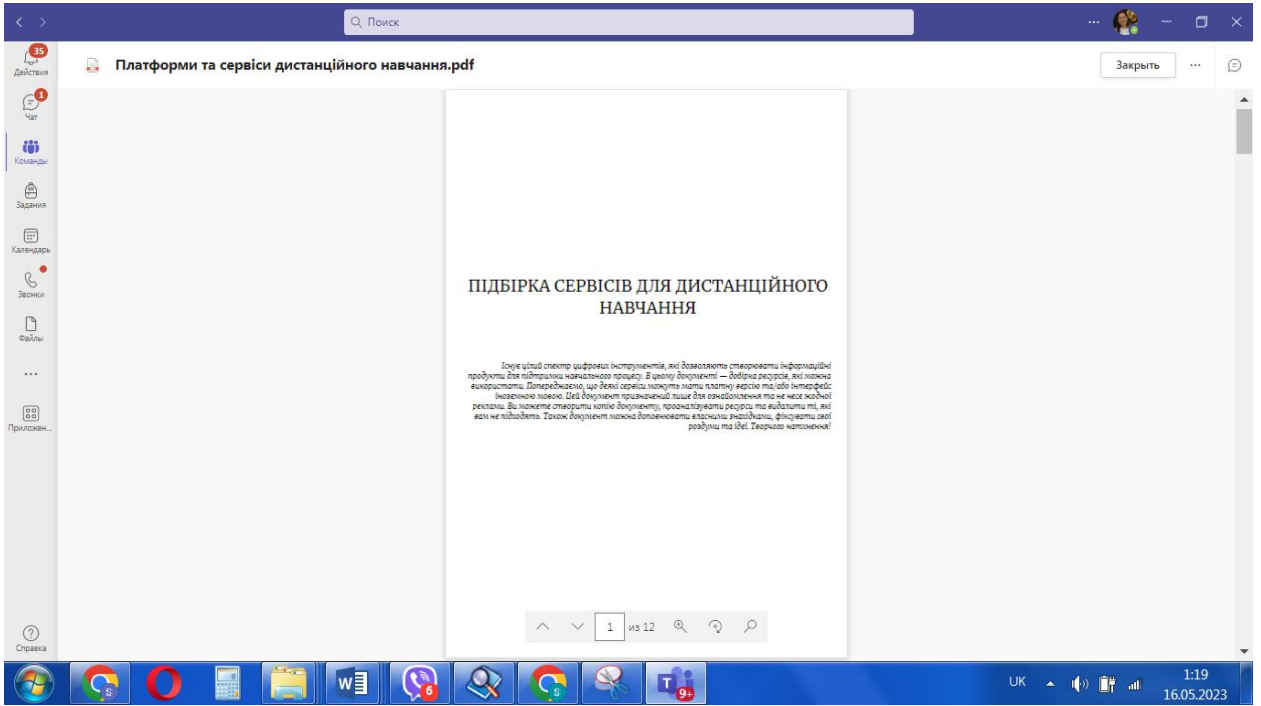 Поиск
35
Действия
Платформи та сервіси дистанційного навчання.pdf
Закрыть
1
Чат
Команды
Задания
Календарь
Звонки
Файлы
Приложен...
Справка
ПІДБІРКА СЕРВІСІВ ДЛЯ ДИСТАНЦІЙНОГО
НАВЧАННЯ
Існує цілий спектр цифрових інструментів, які дозволяють створювати інформаційні
продукти для підтримки навчального процесу. В цьому документі — добірка ресурсів, які можна
використати. Попереджаємо, що деякі сервіси можуть мати платну версію та/або інтерфейс
іноземною мовою. Цей документ призначений лише для ознайомлення та не несе жодної
реклами. Ви можете створити копію документу, проаналізувати ресурси та видалити ті, які
вам не підходять. Також документ можна доповнювати власними знахідками, фіксувати свої
роздуми та ідеї. Творчого натхнення!
1 из 12
S
W
6
S
T
9+
UK
1:19
16.05.2023